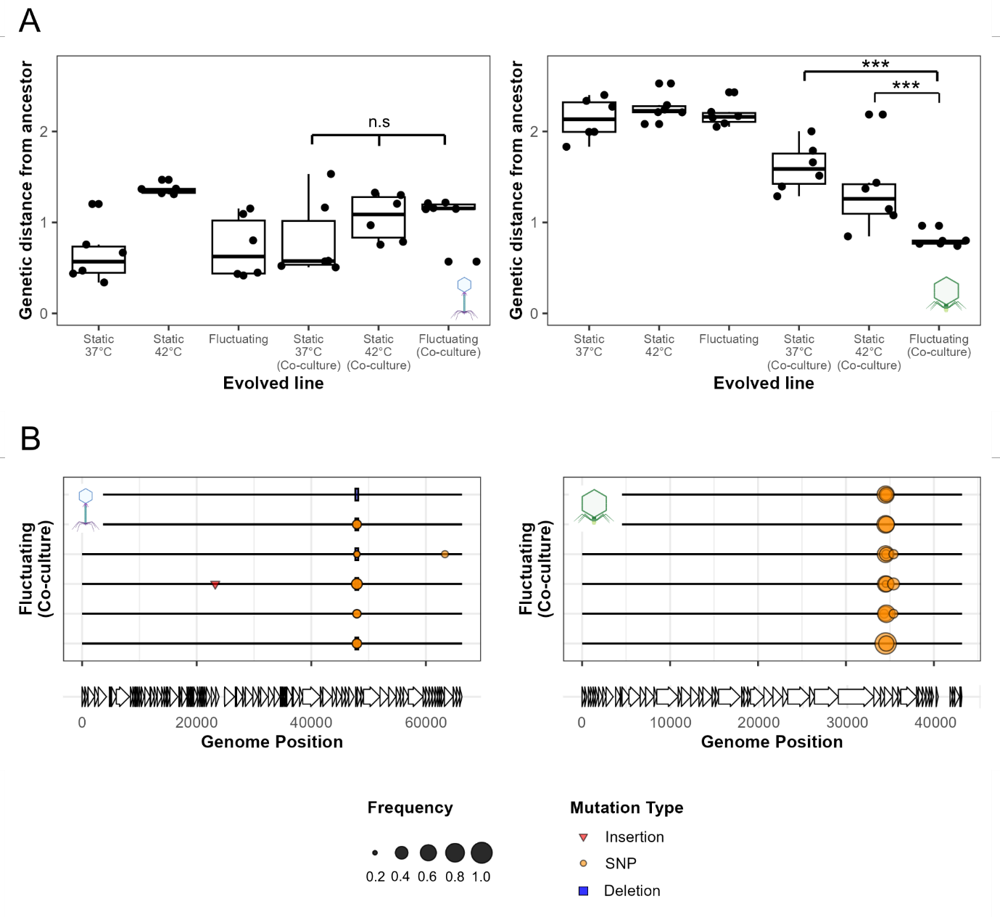 A
Genetic distance from ancestor
2
1
0
n.s
Static
37°C
Static
42°C
Fluctuating
Static
37°C
(Co-culture)
Static
42°C
(Co-culture)
Fluctuating
(Co-culture)
Evolved line
Genetic distance from ancestor
2
1
0
***
***
Static
37°C
Static
42°C
Fluctuating
Static
37°C
(Co-culture)
Static
42°C
(Co-culture)
Fluctuating
(Co-culture)
Evolved line
B
Fluctuating
(Co-culture)
0
20000
40000
60000
Genome Position
Fluctuating
(Co-culture)
0
10000
20000
30000
40000
Genome Position
Frequency
0.2 0.4 0.6 0.8 1.0
Mutation Type
Insertion
SNP
Deletion